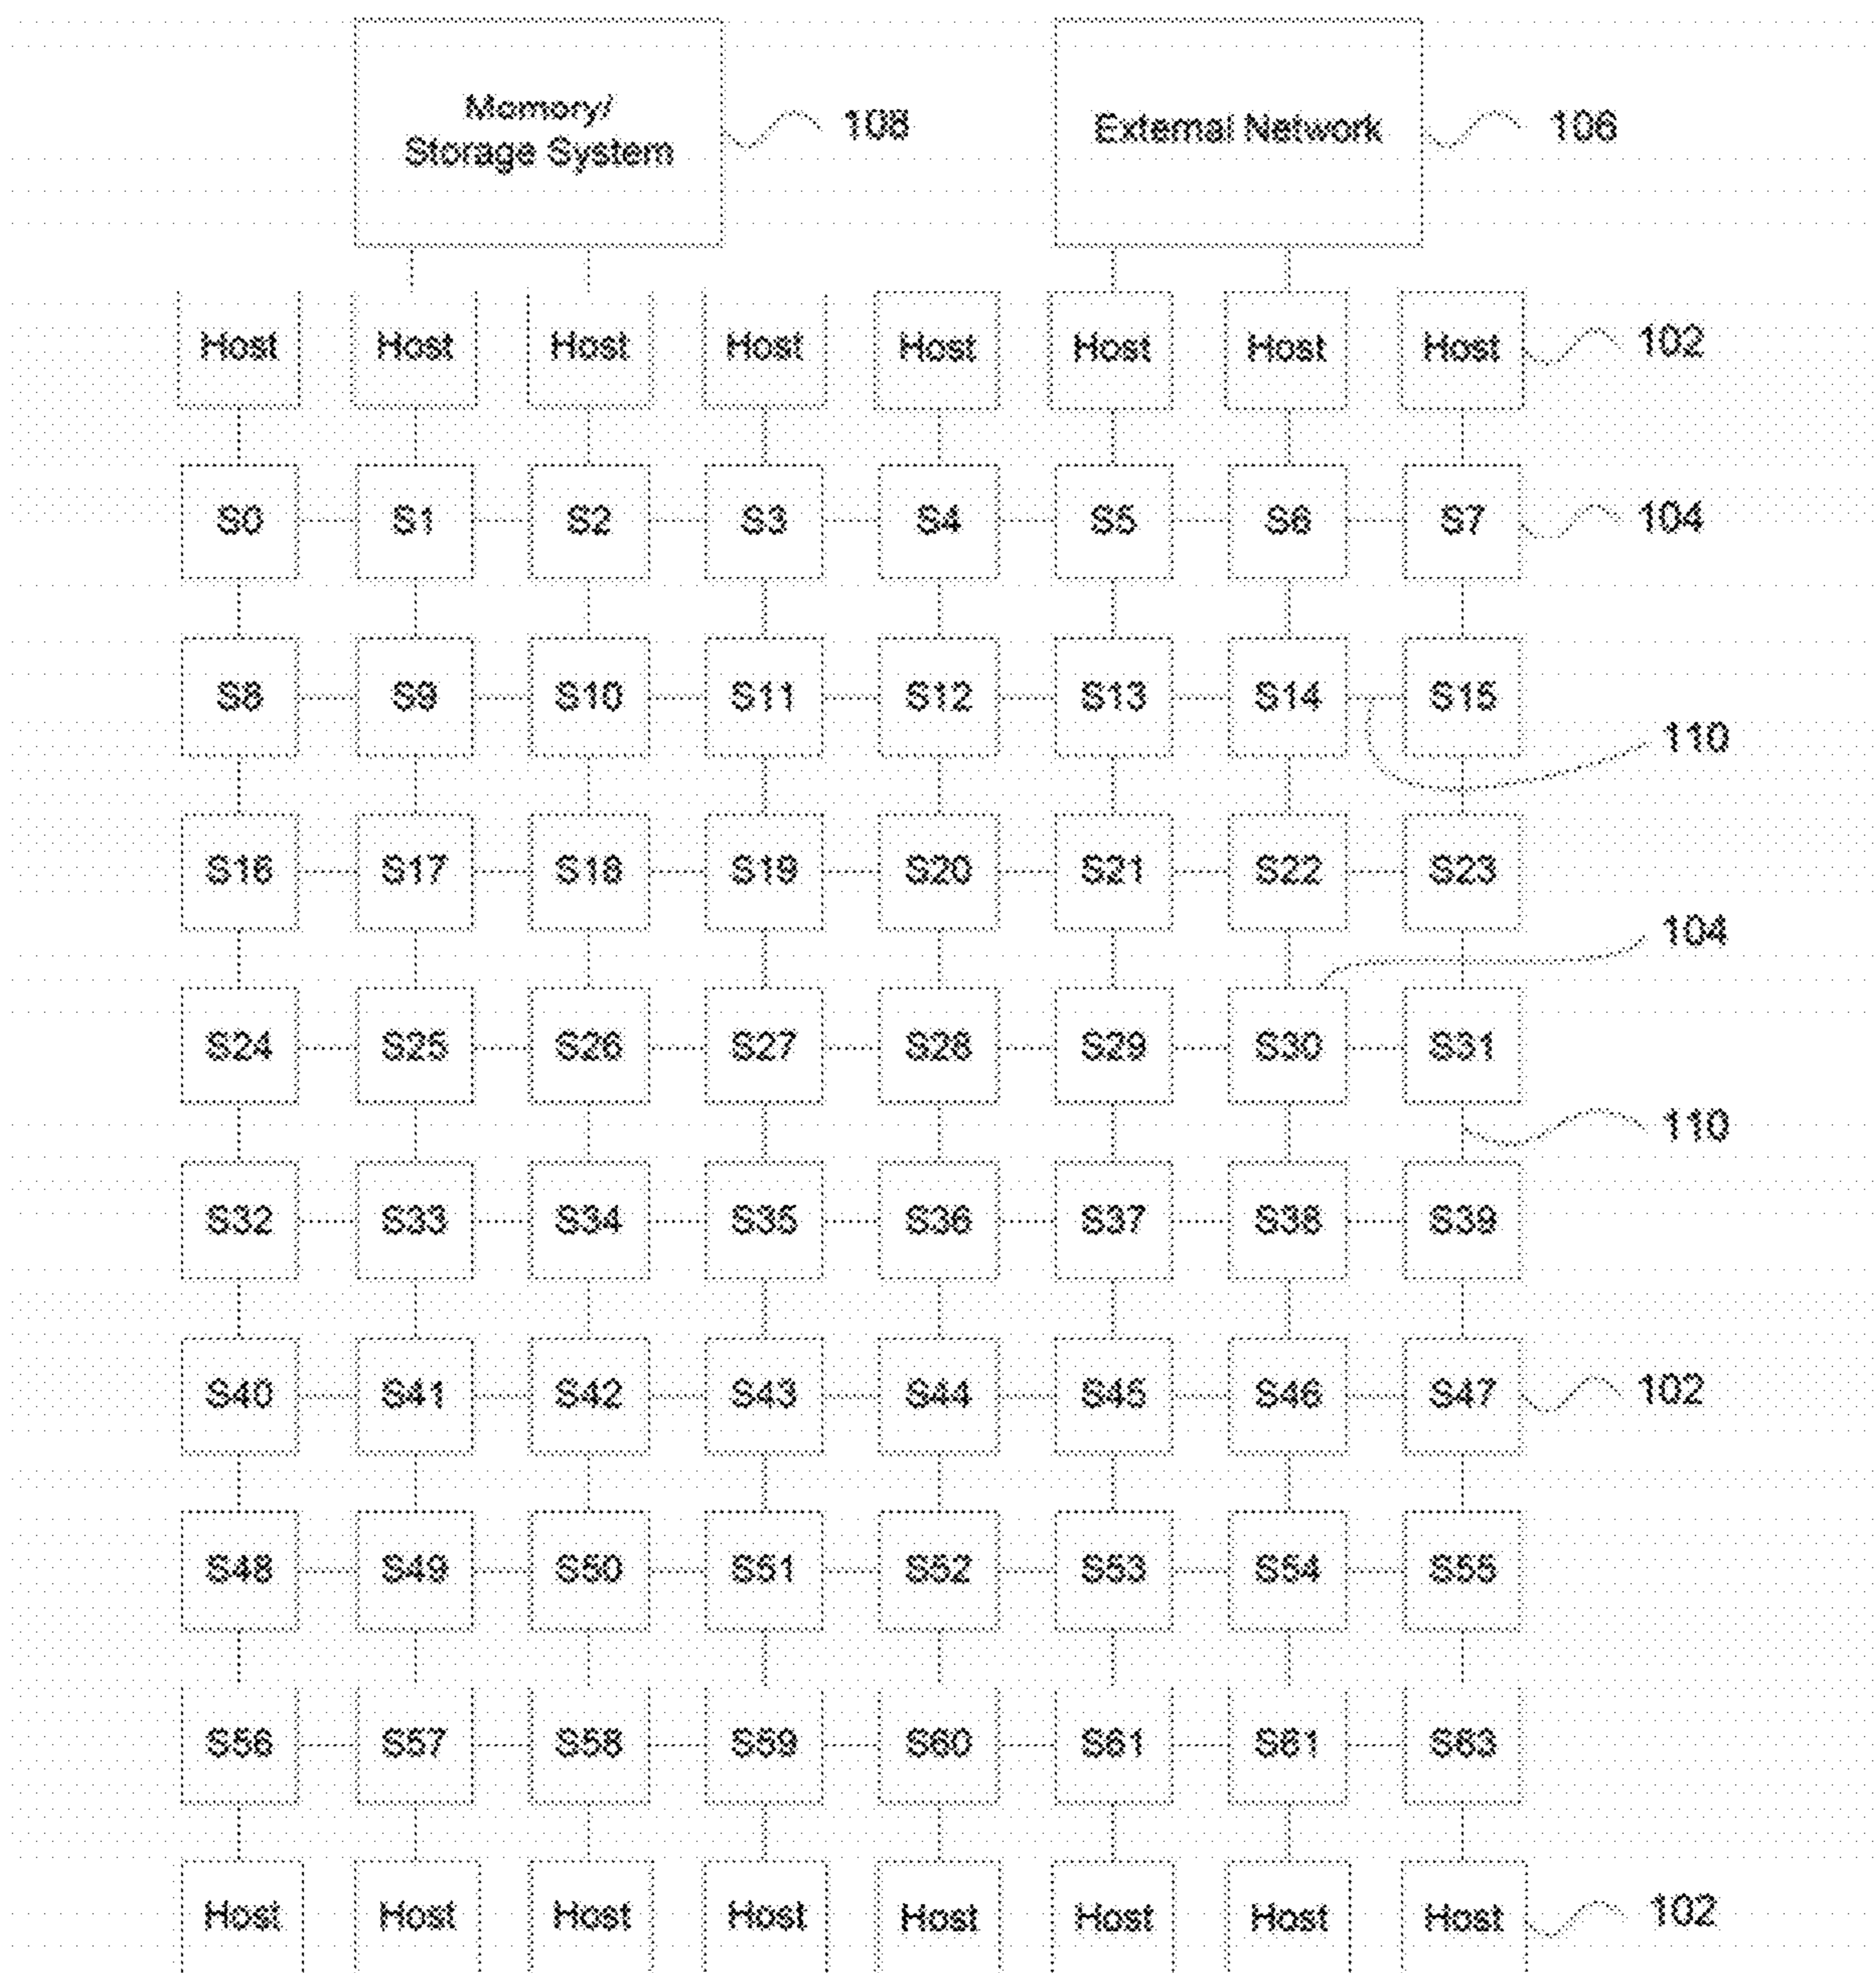 Momory/
Storage System
108
External Network
106
Host Host Host Host Host Host Host Host 102
S0 S1 S2 S3 S4 S5 S6 S7 104
S8 S9 S10 S11 S12 S13 S14 S15
110
S16 S17 S18 S19 S20 S21 S22 S23
104
S24 S25 S26 S27 S28 S29 S30 S31
110
S32 S33 S34 S35 S36 S37 S38 S39
S40 S41 S42 S43 S44 S45 S46 S47 102
S48 S49 S50 S51 S52 S53 S54 S55
S56 S57 S58 S59 S60 S61 S61 S63
Host Host Host Host Host Host Host Host 102